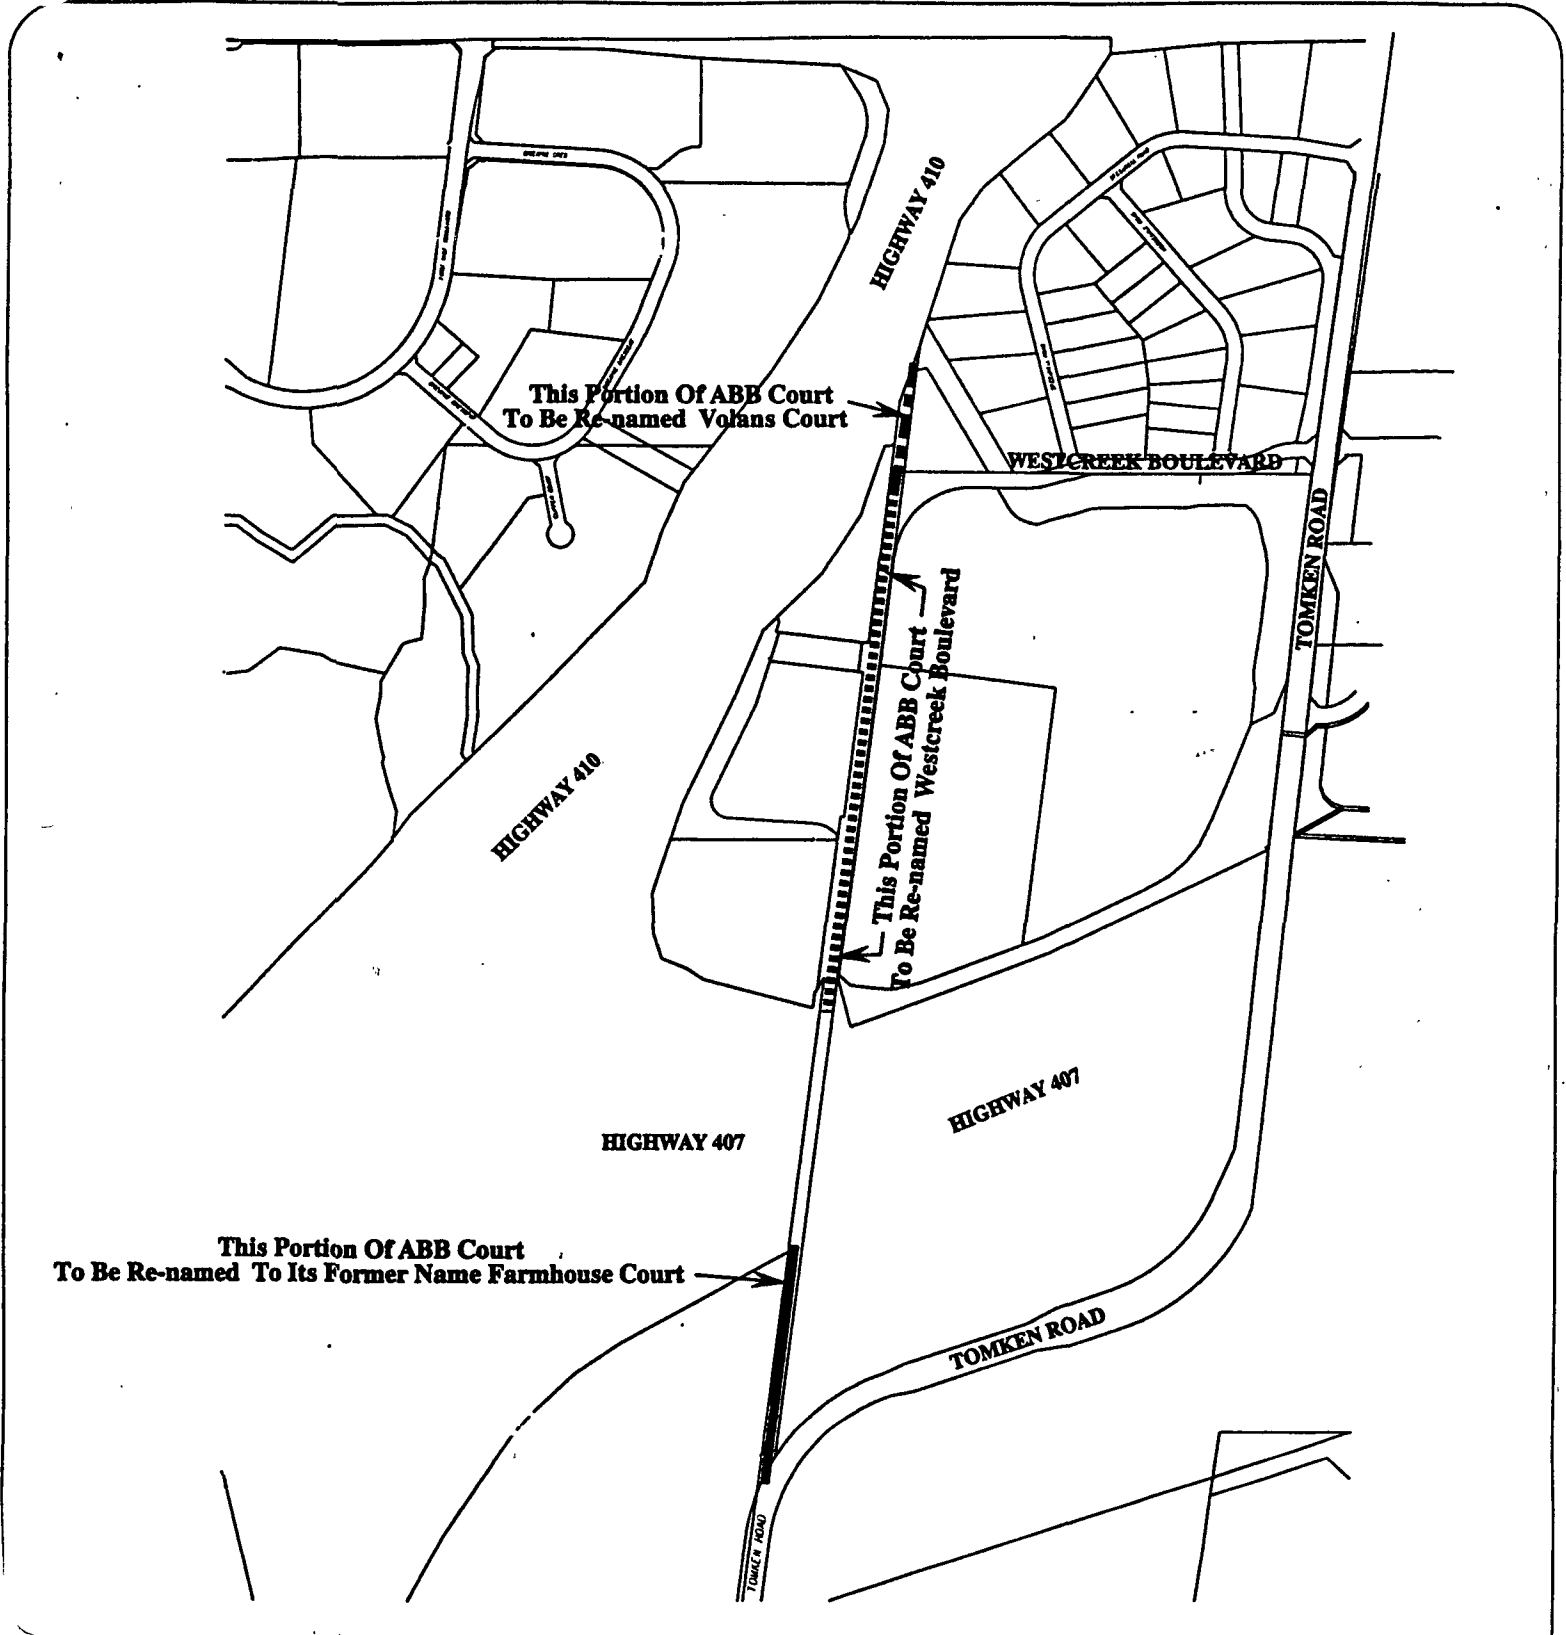 HIGHWAY 410
This Portion Of ABB Court
To Be Re-named Volans Court
WESTCREEK BOULEVARD
TOMKEN ROAD
This Portion Of ABB Court
To Be Re-named Westcreek Boulevard
HIGHWAY 410
HIGHWAY 407
HIGHWAY 407
This Portion Of ABB Court
To Be Re-named To Its Former Name Farmhouse Court
TOMKEN ROAD
TOMKEN ROAD